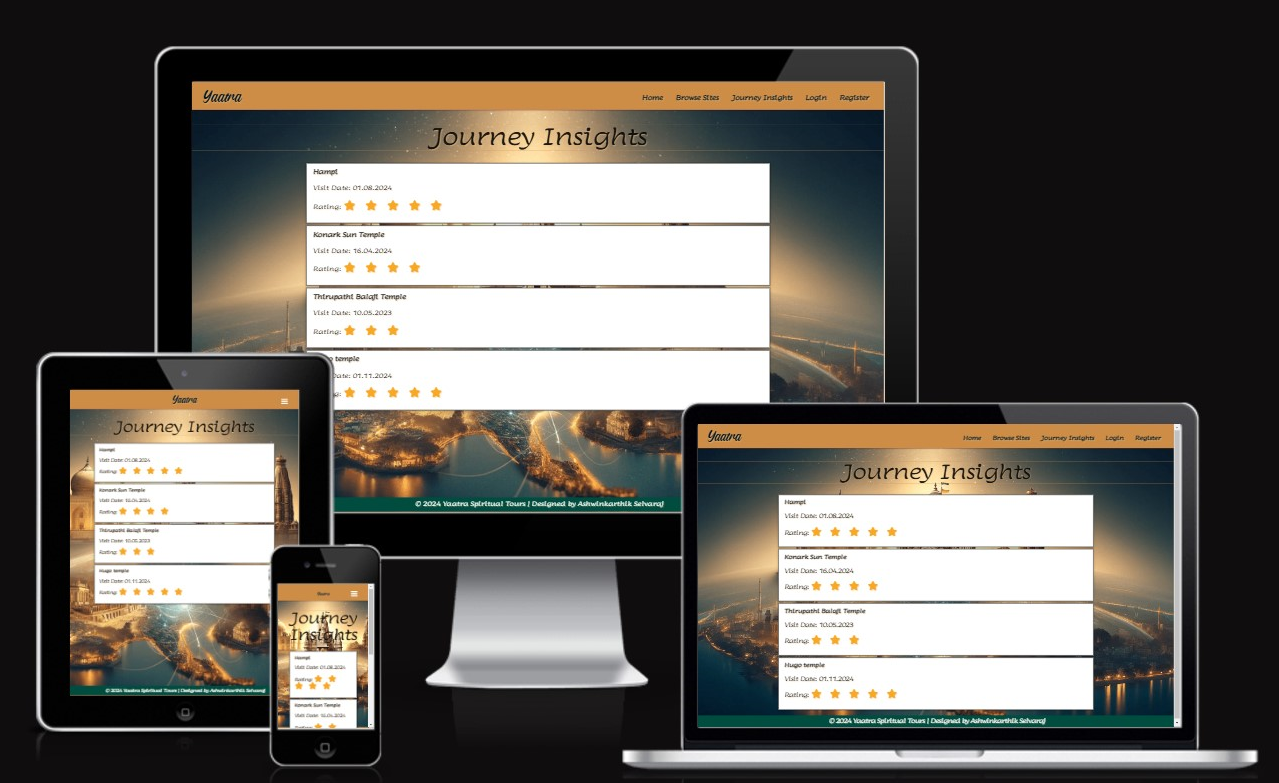 Yaatra
Home Browse Sites Journey Insights Login Register
Journey Insights
Hampi
Visit Date: 01.08.2024
Rating:
Konark Sun Temple
Visit Date: 16.04.2024
Rating:
Thirupathi Balaji Temple
Visit Date: 10.05.2023
Rating:
temple
Date: 01.11.2024
© 2024 Yaatra Spiritual Tours | Designed by Ashwinkarthik Selvaraj
Yaatra
Journey Insights
Hampi
Visit Date: 01.08.2024
Rating:
Konark Sun Temple
Visit Date: 16.04.2024
Rating:
Thirupathi Balaji Temple
Visit Date: 10.05.2023
Rating:
Hugo temple
Visit Date: 01.11.2024
Rating:
© 2024 Yaatra Spiritual Tours | Designed by Ashwinkarthik Selvaraj
Journey
Insights
Hampi
Visit Date: 01.08.2024
Rating:
Konark Sun Temple
Visit Date: 16.04.2024
Rating:
Yaatra
Home Browse Sites Journey Insights Login Register
Journey Insights
Hampi
Visit Date: 01.08.2024
Rating:
Konark Sun Temple
Visit Date: 16.04.2024
Rating:
Thirupathi Balaji Temple
Visit Date: 10.05.2023
Rating:
Hugo temple
Visit Date: 01.11.2024
Rating:
© 2024 Yaatra Spiritual Tours | Designed by Ashwinkarthik Selvaraj